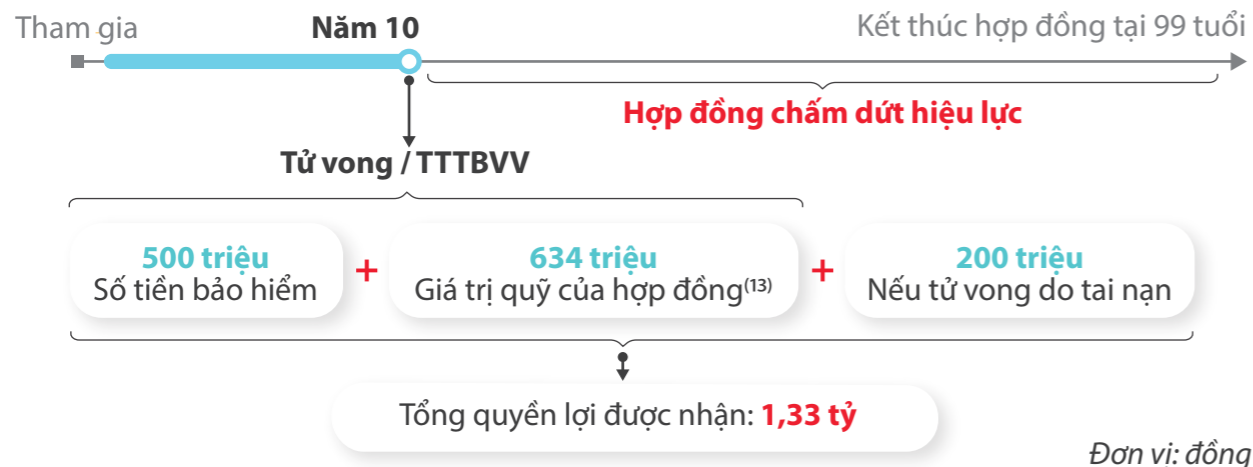 Tham gia
Năm 10
Kết thúc hợp đồng tại 99 tuổi
Hợp đồng chấm dứt hiệu lực
Tử vong / TTTBVV
500 triệu
Số tiền bảo hiểm
+
634 triệu
Giá trị quỹ của hợp đồng(13)
+
200 triệu
Nếu tử vong do tai nạn
Tổng quyền lợi được nhận: 1,33 tỷ
Đơn vị: đồng